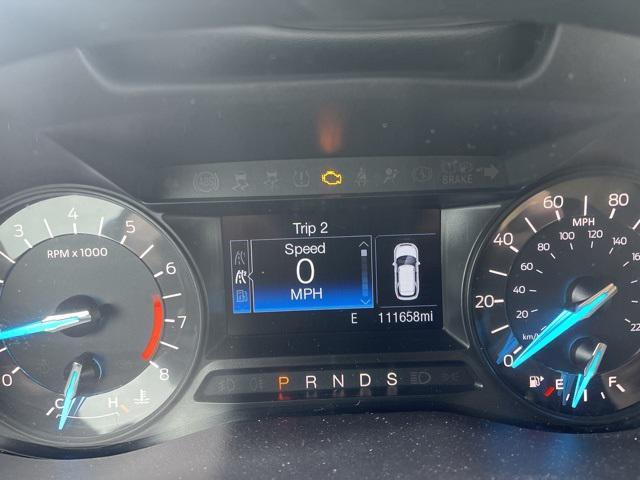 BRAKE
Trip 2
Speed
0
MPH
E 111658mi
RPM x 1000
0 3 4 5 6 7 8
C H
P R N D S
MPH
0 20 40 60 80
20 40 60 80 100 120
km/h
E F